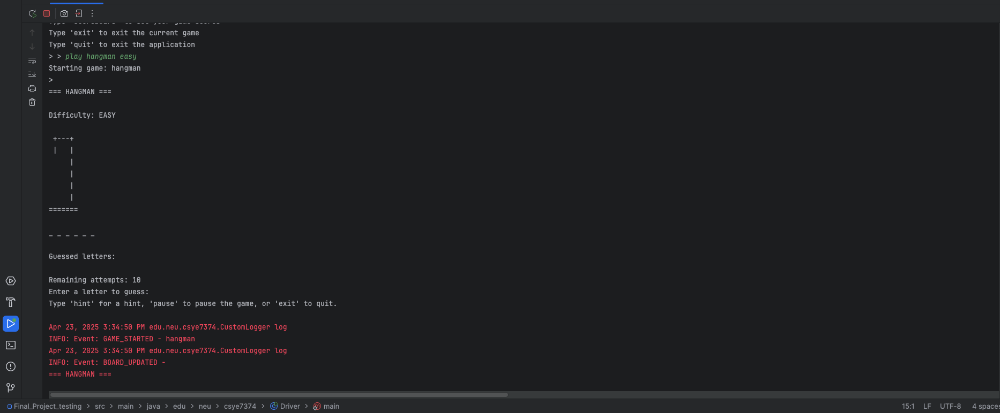 Type 'exit' to exit the current game
Type 'quit' to exit the application
> > play hangman easy
Starting game: hangman
>
=== HANGMAN ===
Difficulty: EASY
+---+
|   |
    |
    |
    |
    |
=======
_ _ _ _ _ _
Guessed letters:
Remaining attempts: 10
Enter a letter to guess:
Type 'hint' for a hint, 'pause' to pause the game, or 'exit' to quit.
Apr 23, 2025 3:34:50 PM edu.neu.csye7374.CustomLogger log
INFO: Event: GAME_STARTED - hangman
Apr 23, 2025 3:34:50 PM edu.neu.csye7374.CustomLogger log
INFO: Event: BOARD_UPDATED -
=== HANGMAN ===
Final_Project_testing > src > main > java > edu > neu > csye7374 > Driver > main 15:1 LF UTF-8 4 spaces